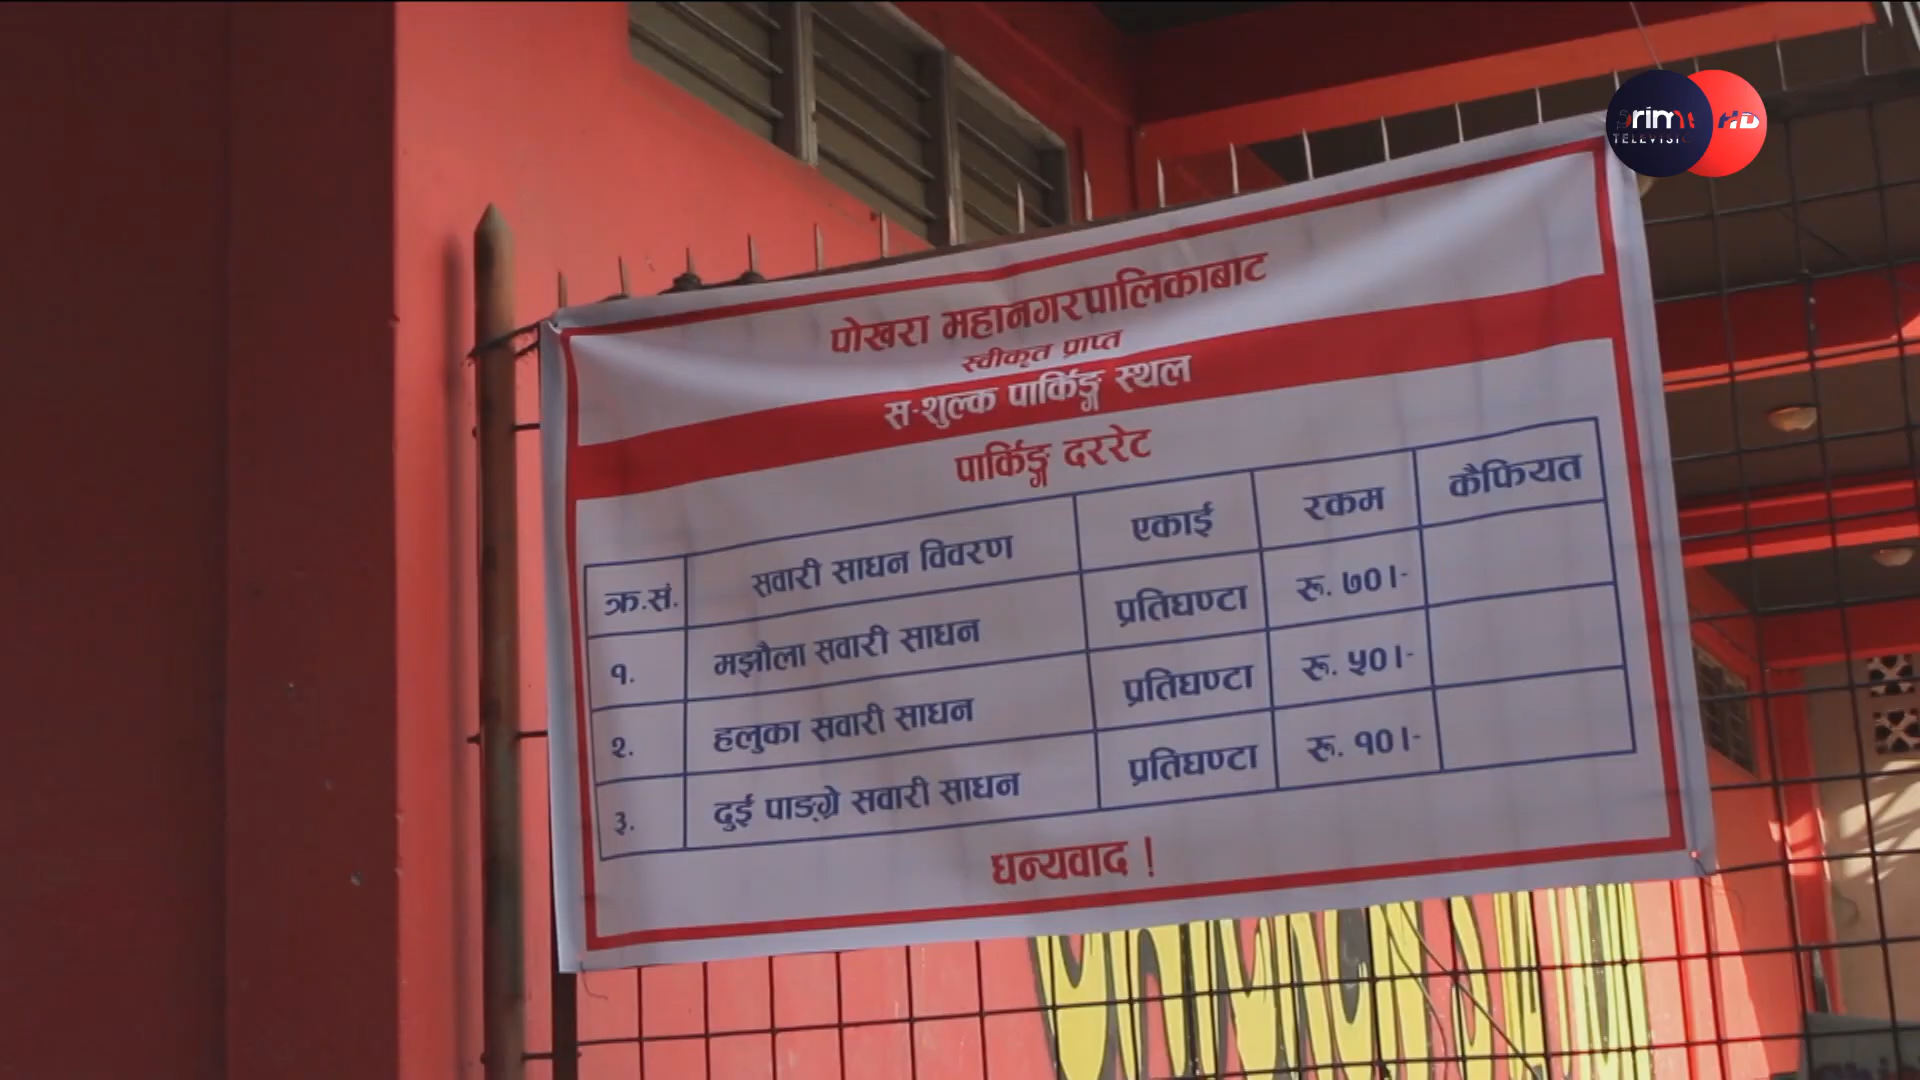 पोखरा महानगरपालिकाबाट
स्वीकृत प्राप्त
स-शुल्क पार्किङ्ग स्थल
पार्किङ्ग दररेट
क्र.सं. सवारी साधन विवरण एकाई रकम कैफियत
१. मझौला सवारी साधन प्रतिघण्टा रू. ७०।-
२. हलुका सवारी साधन प्रतिघण्टा रू. ५०।-
३. दुई पाङ्ग्रे सवारी साधन प्रतिघण्टा रू. १०।-
धन्यवाद !
HD